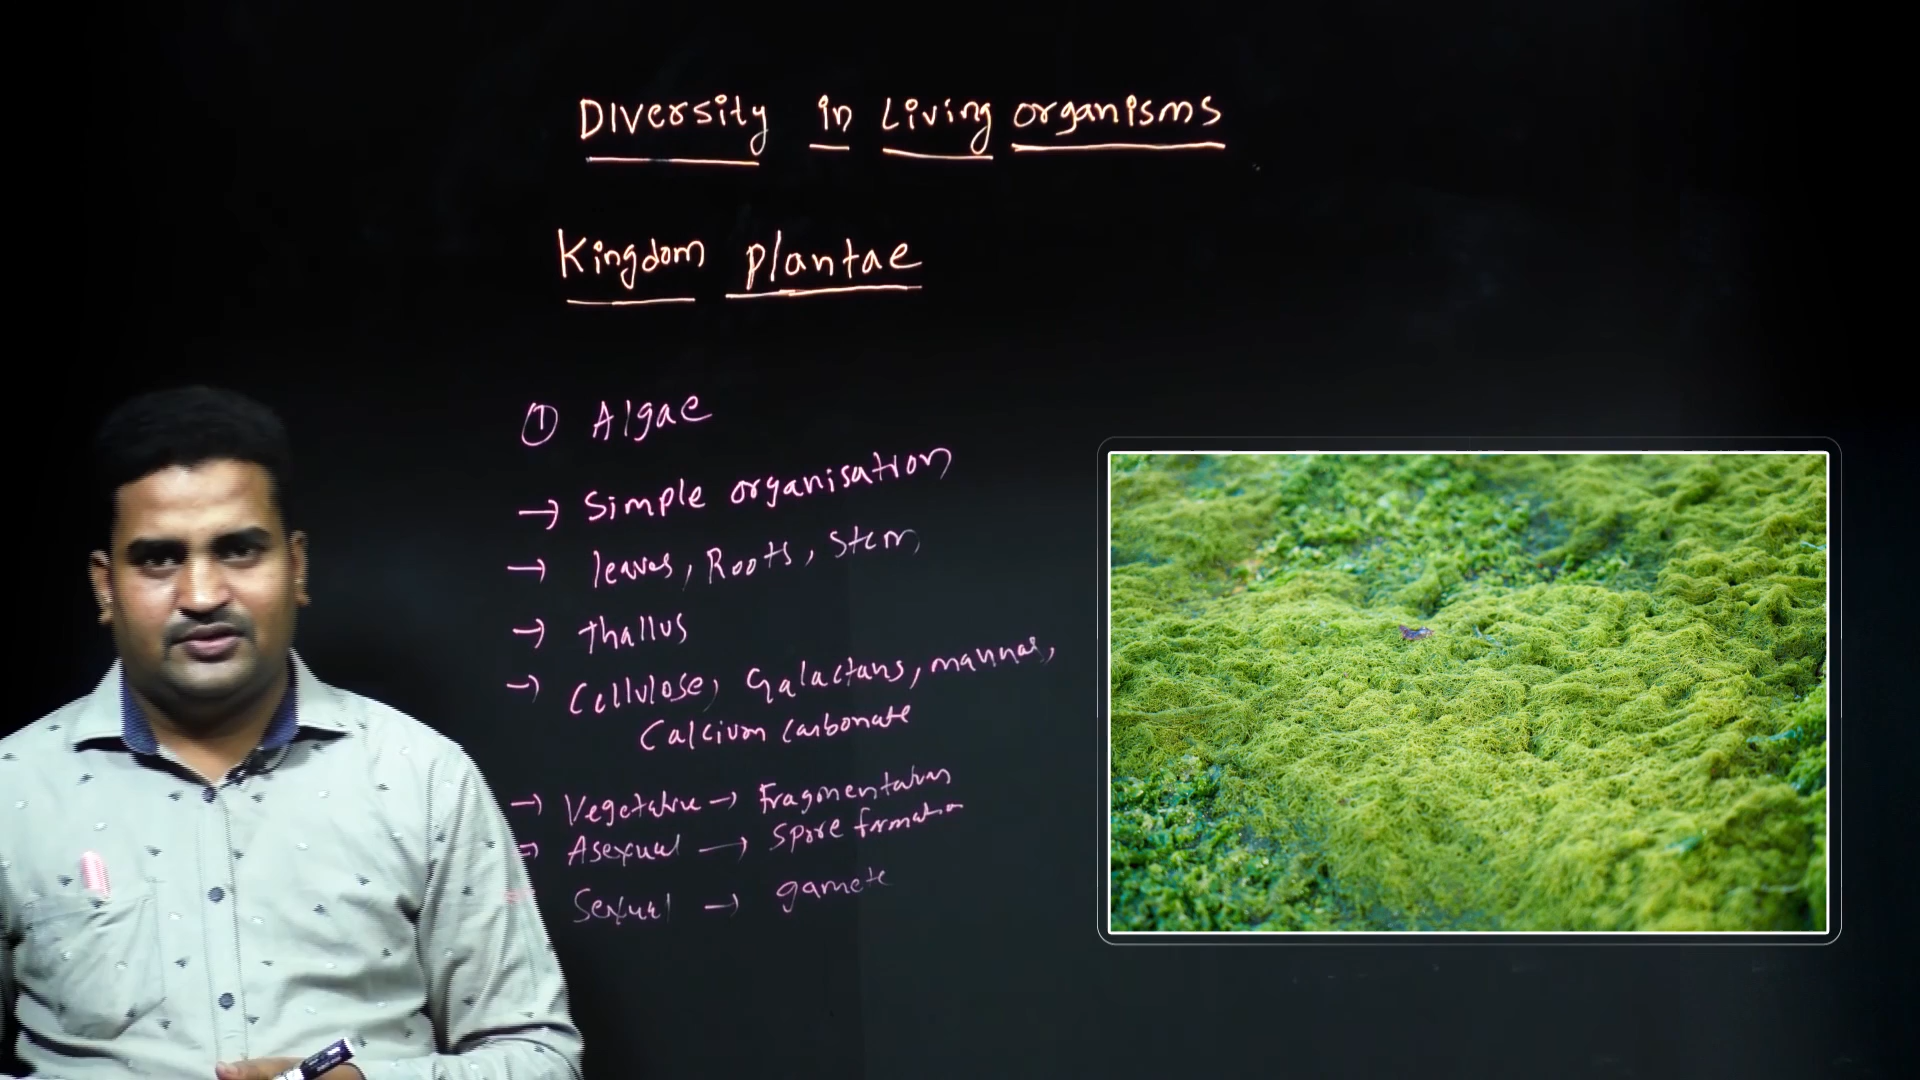 Diversity in Living organisms
Kingdom plantae
① Algae
→ Simple organisation
→ leaves, Roots, Stem
→ thallus
→ Cellulose, Galactans, mannas,
Calcium carbonate
→ Vegetative → Fragmentation
→ Asexual → Spore formation
Sexual → gamete